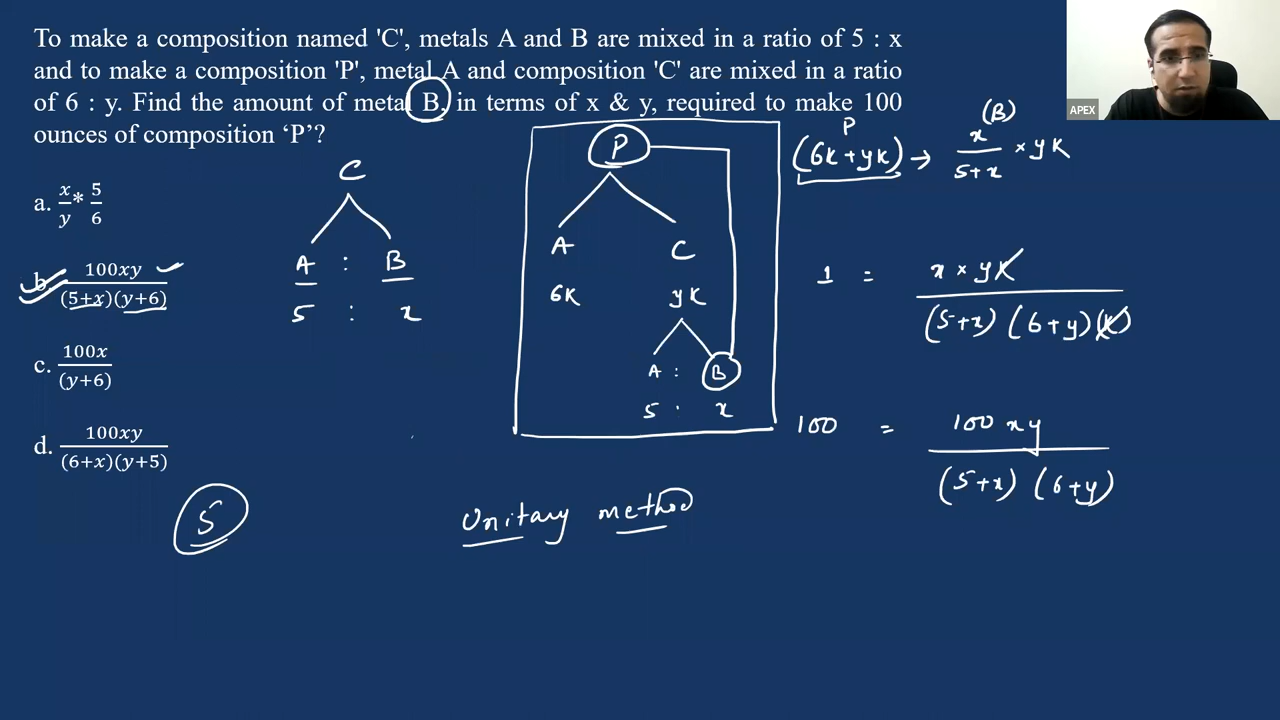 To make a composition named 'C', metals A and B are mixed in a ratio of 5 : x
and to make a composition 'P', metal A and composition 'C' are mixed in a ratio
of 6 : y. Find the amount of metal B, in terms of x & y, required to make 100
ounces of composition ‘P’?
a. x/y * 5/6
b. 100xy/(5+x)(y+6)
c. 100x/(y+6)
d. 100xy/(6+x)(y+5)
5
C
A : B
5 : x
P
A C
6K yK
A : B
5 : x
Unitary method
P (B)
(6K+yK) → x/5+x × yK
1 = x × yK/(5+x) (6+y)(K)
100 = 100 xy/(5+x) (6+y)
APEX